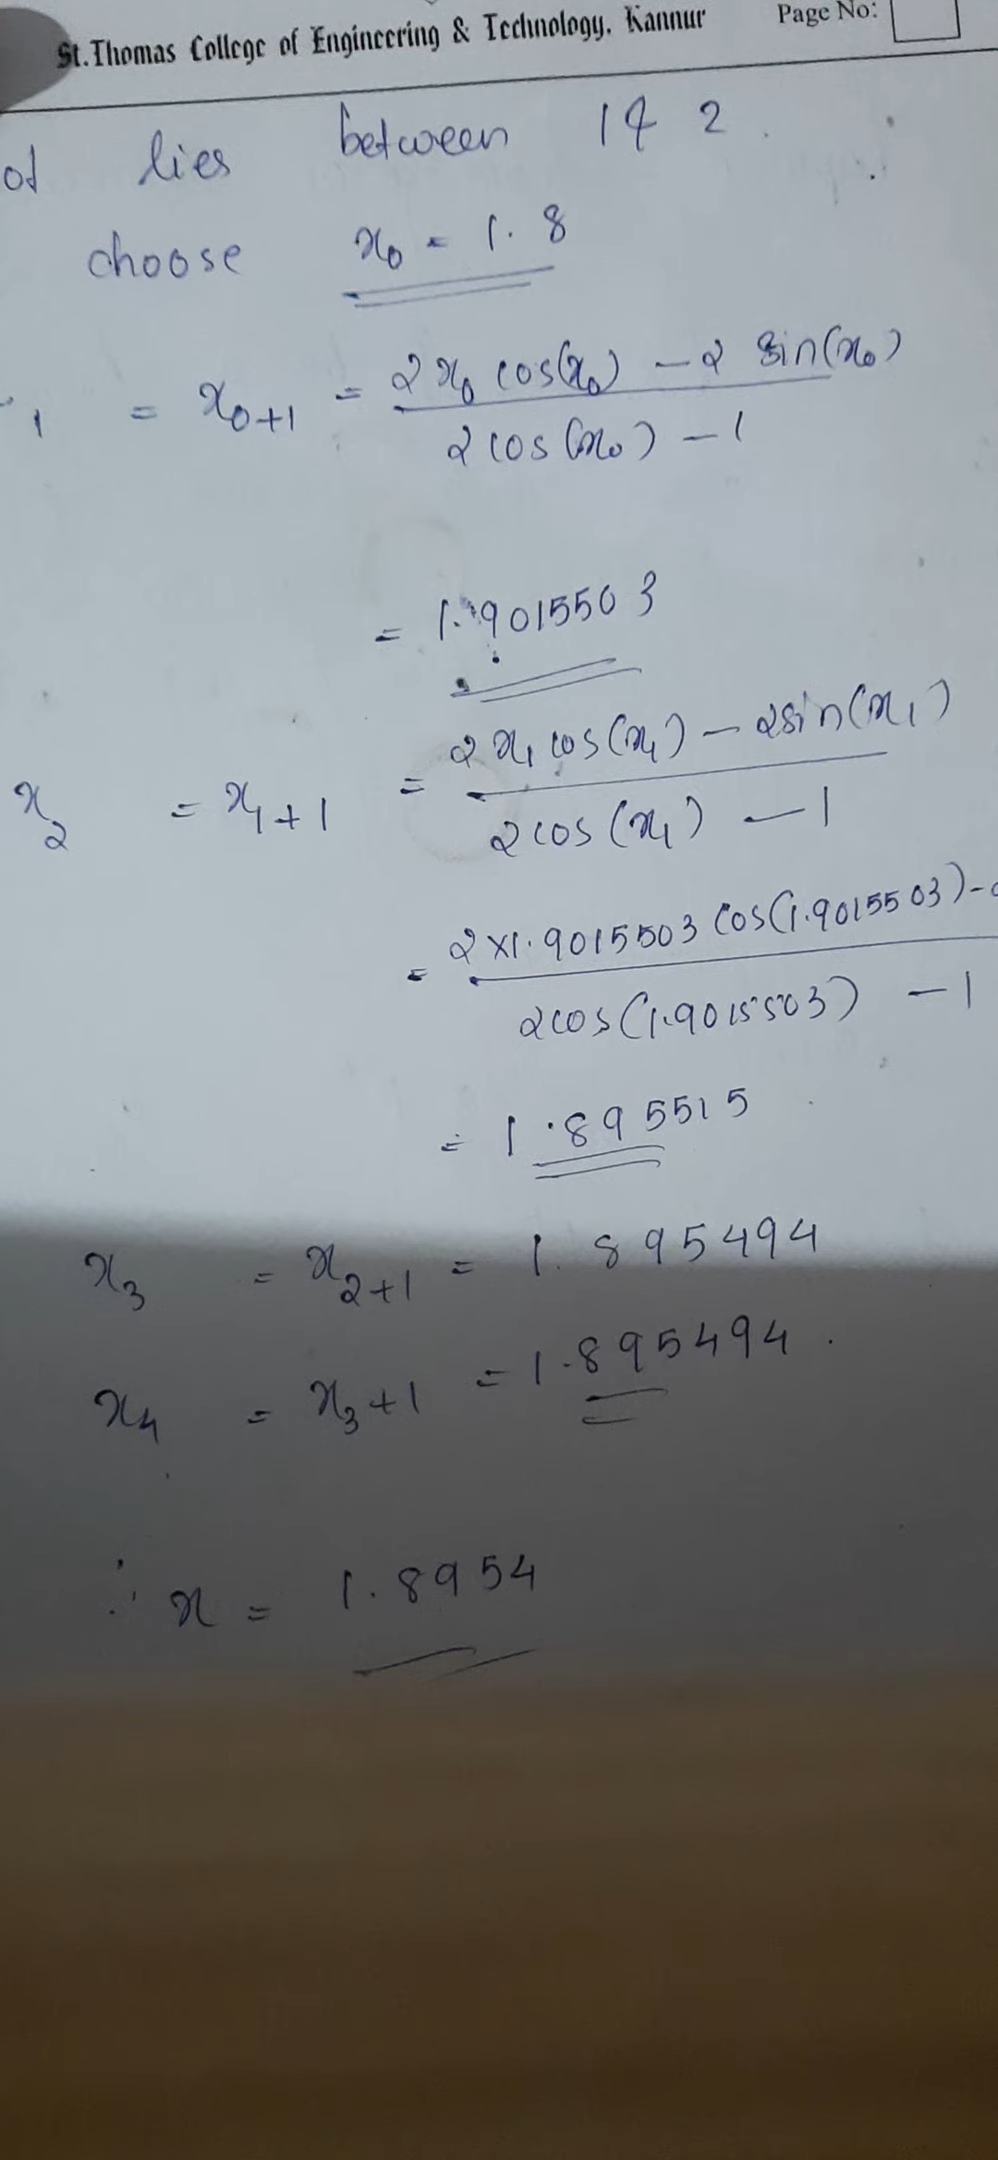 St. Thomas College of Engineering & Technology, Kannur Page No:
lies between 1 & 2.
choose x₀ = 1.8
1 = x₀₊₁ = (2x₀ cos(x₀) - 2 sin(x₀)) / (2cos(x₀) - 1)
= 1.9015503
x₂ = x₁₊₁ = (2x₁ cos(x₁) - 2sin(x₁)) / (2cos(x₁) - 1)
= (2×1.9015503 cos(1.9015503) - / (2cos(1.9015503) - 1
= 1.895515
x₃ = x₂₊₁ = 1.895494
x₄ = x₃₊₁ = 1.895494.
∴ x = 1.8954